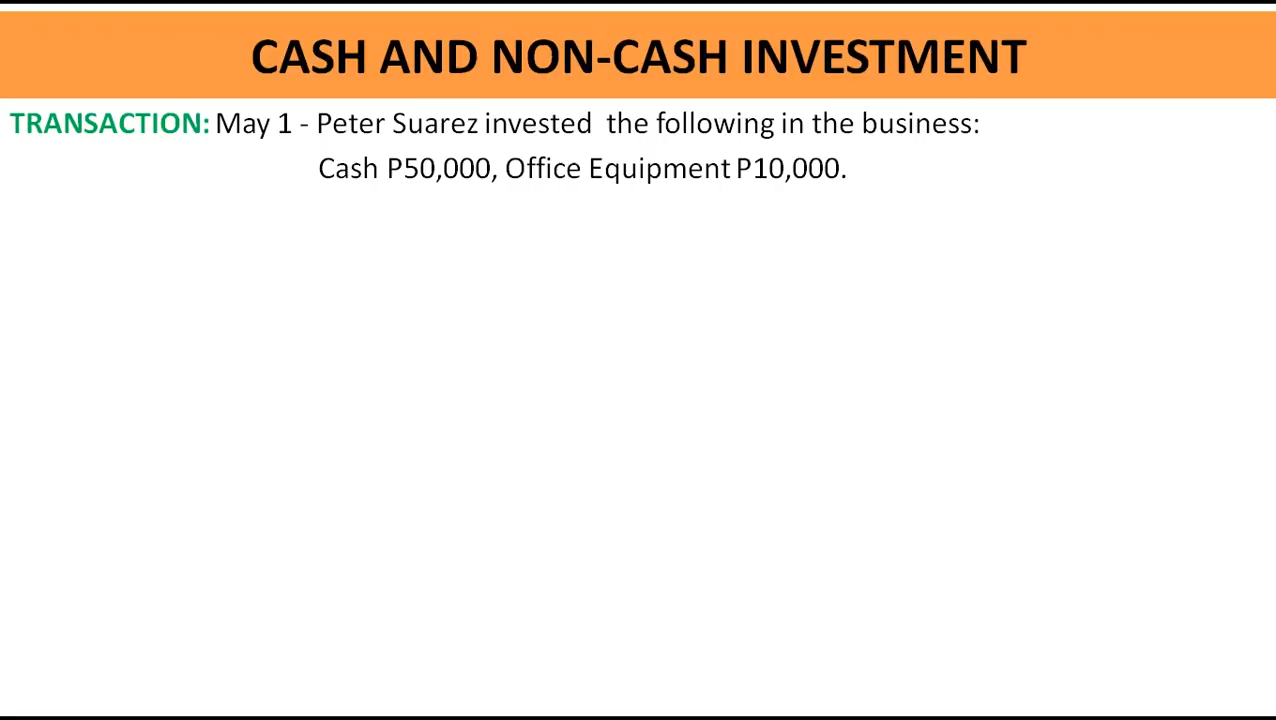 CASH AND NON-CASH INVESTMENT
TRANSACTION: May 1 - Peter Suarez invested the following in the business:
Cash P50,000, Office Equipment P10,000.